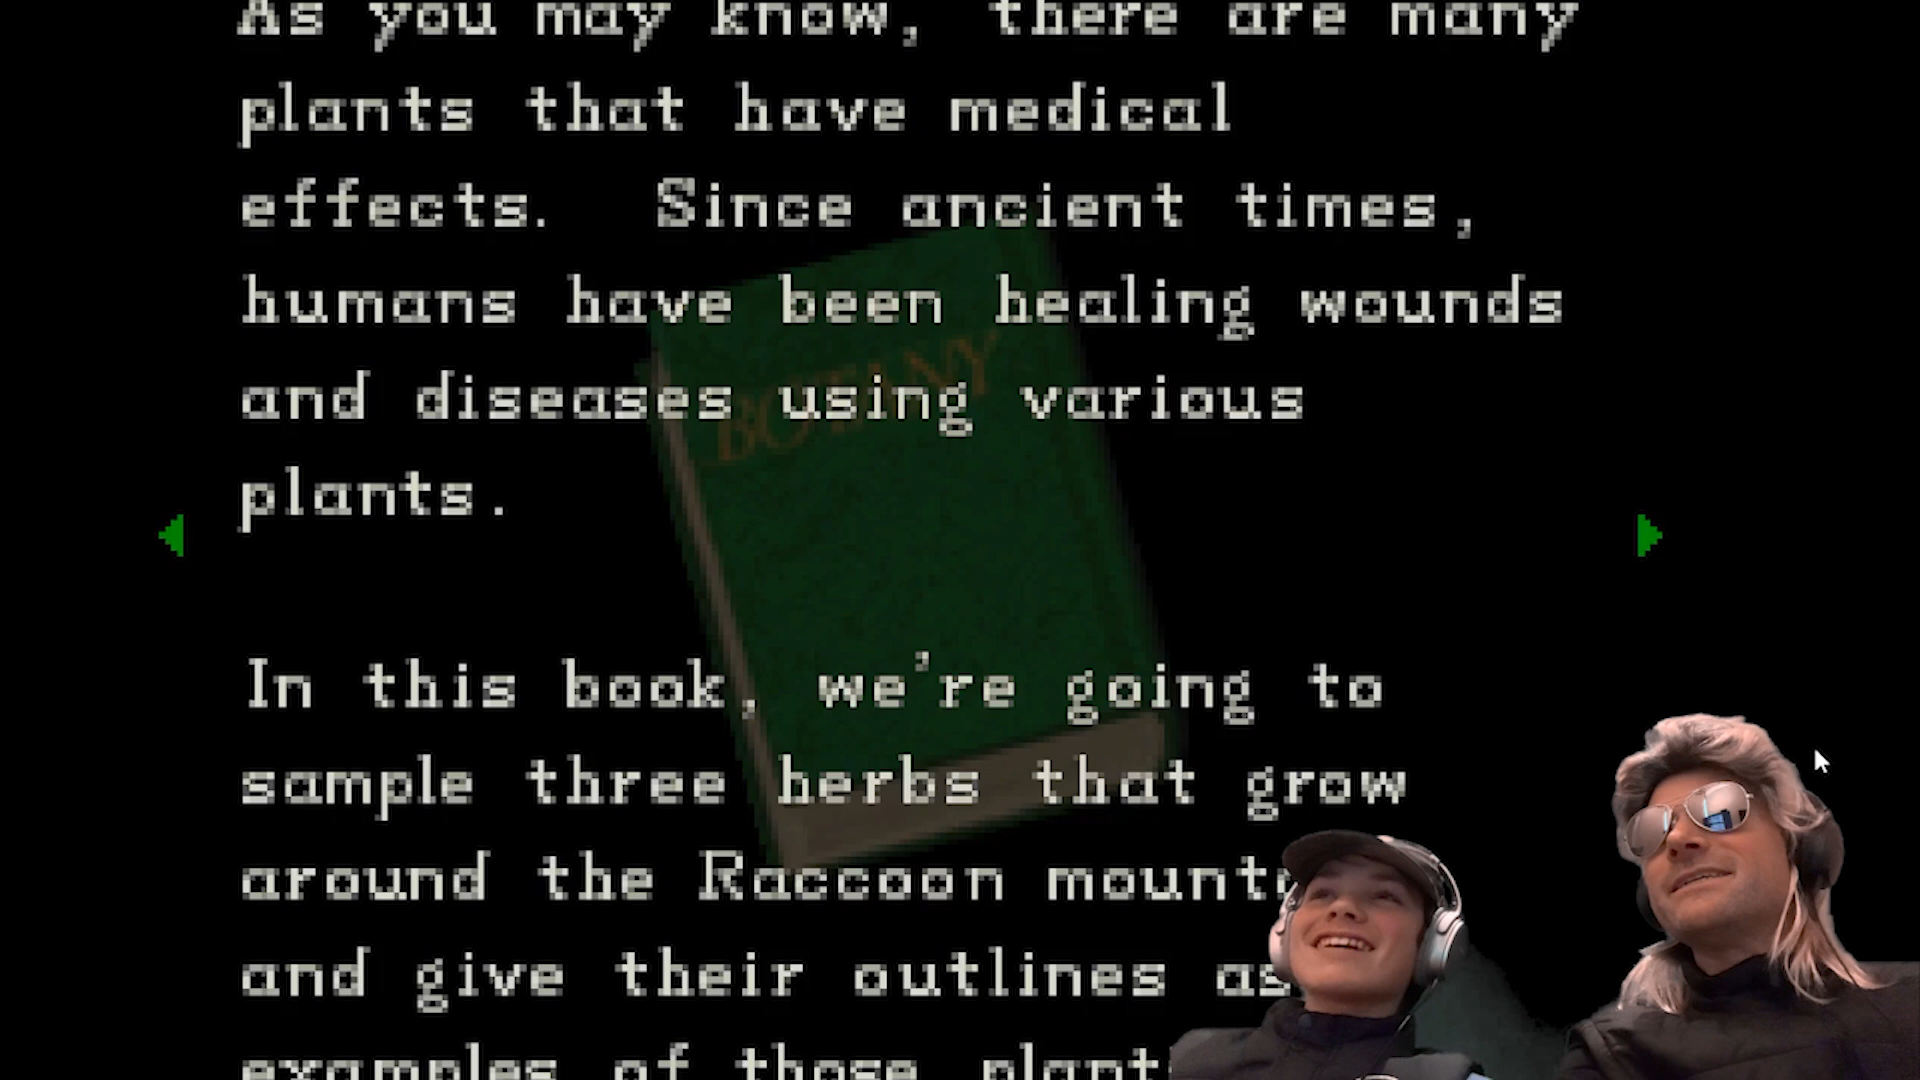 As you may know, there are many
plants that have medical
effects. Since ancient times,
humans have been healing wounds
and diseases using various
plants.
BOTANY
In this book, we're going to
sample three herbs that grow
around the Raccoon
and give their outlines as
examples of those